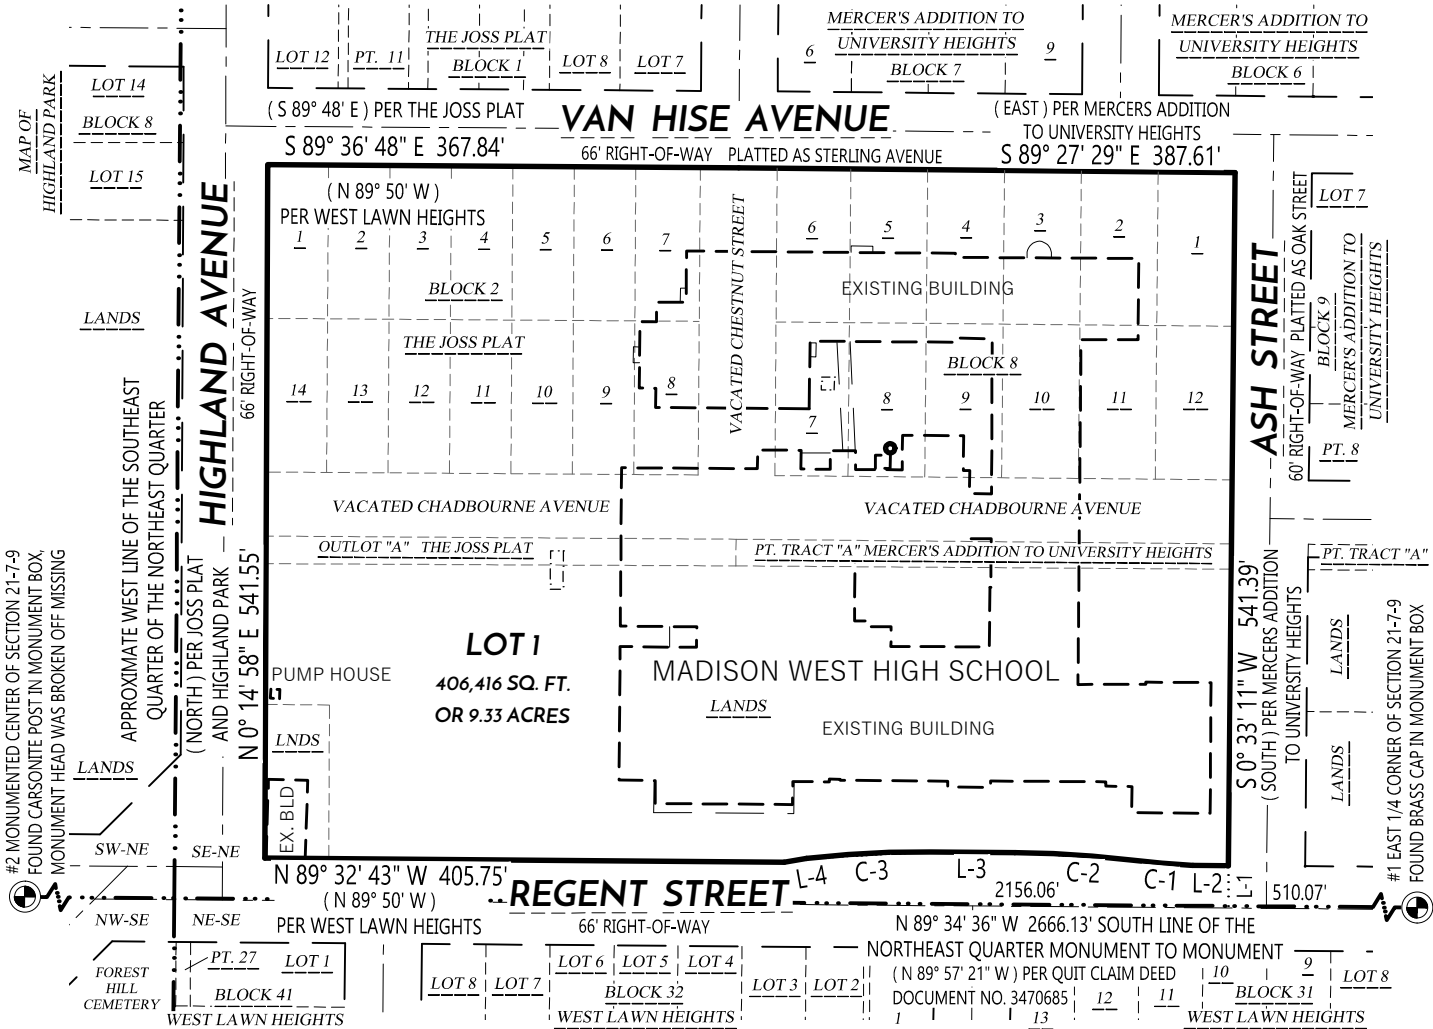 MERCER'S ADDITION TO
UNIVERSITY HEIGHTS
6
9
BLOCK 7
MERCER'S ADDITION TO
UNIVERSITY HEIGHTS
BLOCK 6
THE JOSS PLAT
LOT 12
PT. 11
BLOCK 1
LOT 8
LOT 7
MAP OF
HIGHLAND PARK
LOT 14
BLOCK 8
LOT 15
( S 89° 48' E ) PER THE JOSS PLAT
VAN HISE AVENUE
( EAST ) PER MERCERS ADDITION
TO UNIVERSITY HEIGHTS
S 89° 36' 48" E 367.84'
66' RIGHT-OF-WAY PLATTED AS STERLING AVENUE
S 89° 27' 29" E 387.61'
( N 89° 50' W )
PER WEST LAWN HEIGHTS
1
2
3
4
5
6
7
VACATED CHESTNUT STREET
6
5
4
3
2
1
LOT 7
HIGHLAND AVENUE
66' RIGHT-OF-WAY
ASH STREET
60' RIGHT-OF-WAY PLATTED AS OAK STREET
BLOCK 9
MERCER'S ADDITION TO
UNIVERSITY HEIGHTS
PT. 8
BLOCK 2
EXISTING BUILDING
LANDS
THE JOSS PLAT
BLOCK 8
14
13
12
11
10
9
8
7
8
9
10
11
12
APPROXIMATE WEST LINE OF THE SOUTHEAST
QUARTER OF THE NORTHEAST QUARTER
VACATED CHADBOURNE AVENUE
VACATED CHADBOURNE AVENUE
OUTLOT "A" THE JOSS PLAT
PT. TRACT "A" MERCER'S ADDITION TO UNIVERSITY HEIGHTS
PT. TRACT "A"
#2 MONUMENTED CENTER OF SECTION 21-7-9
FOUND CARSONITE POST IN MONUMENT BOX,
MONUMENT HEAD WAS BROKEN OFF MISSING
( NORTH ) PER JOSS PLAT
AND HIGHLAND PARK
N 0° 14' 58" E 541.55'
S 0° 33' 11" W 541.39'
( SOUTH ) PER MERCERS ADDITION
TO UNIVERSITY HEIGHTS
LANDS
LANDS
#1 EAST 1/4 CORNER OF SECTION 21-7-9
FOUND BRASS CAP IN MONUMENT BOX
LOT 1
406,416 SQ. FT.
OR 9.33 ACRES
PUMP HOUSE
L1
MADISON WEST HIGH SCHOOL
LANDS
EXISTING BUILDING
LNDS
LANDS
EX. BLD
SW-NE
SE-NE
NW-SE
NE-SE
N 89° 32' 43" W 405.75'
( N 89° 50' W )
PER WEST LAWN HEIGHTS
REGENT STREET
66' RIGHT-OF-WAY
L-4
C-3
L-3
C-2
C-1
L-2
L-1
2156.06'
510.07'
N 89° 34' 36" W 2666.13' SOUTH LINE OF THE
NORTHEAST QUARTER MONUMENT TO MONUMENT
( N 89° 57' 21" W ) PER QUIT CLAIM DEED
DOCUMENT NO. 3470685
FOREST
HILL
CEMETERY
PT. 27
LOT 1
BLOCK 41
WEST LAWN HEIGHTS
LOT 8
LOT 7
LOT 6
LOT 5
LOT 4
BLOCK 32
WEST LAWN HEIGHTS
LOT 3
LOT 2
1
13
12
11
10
9
BLOCK 31
LOT 8
WEST LAWN HEIGHTS